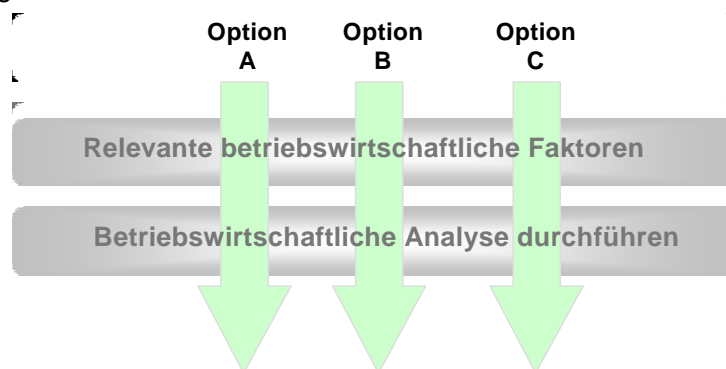 Option Option Option
A B C
Relevante betriebswirtschaftliche Faktoren
Betriebswirtschaftliche Analyse durchführen